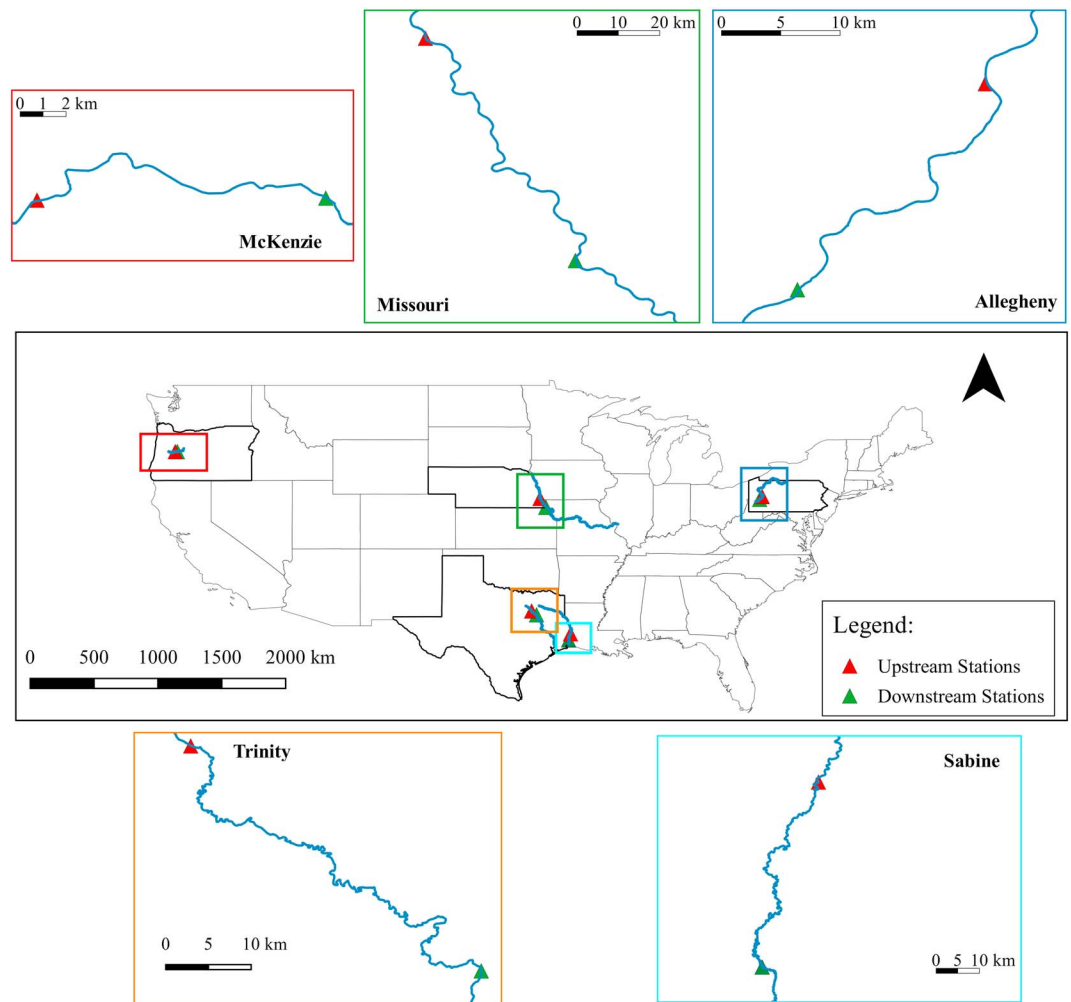 0 10 20 km
0 5 10 km
0 1 2 km
McKenzie
Missouri
Allegheny
Legend:
Upstream Stations
Downstream Stations
0 500 1000 1500 2000 km
Trinity
Sabine
0 5 10 km
0 5 10 km